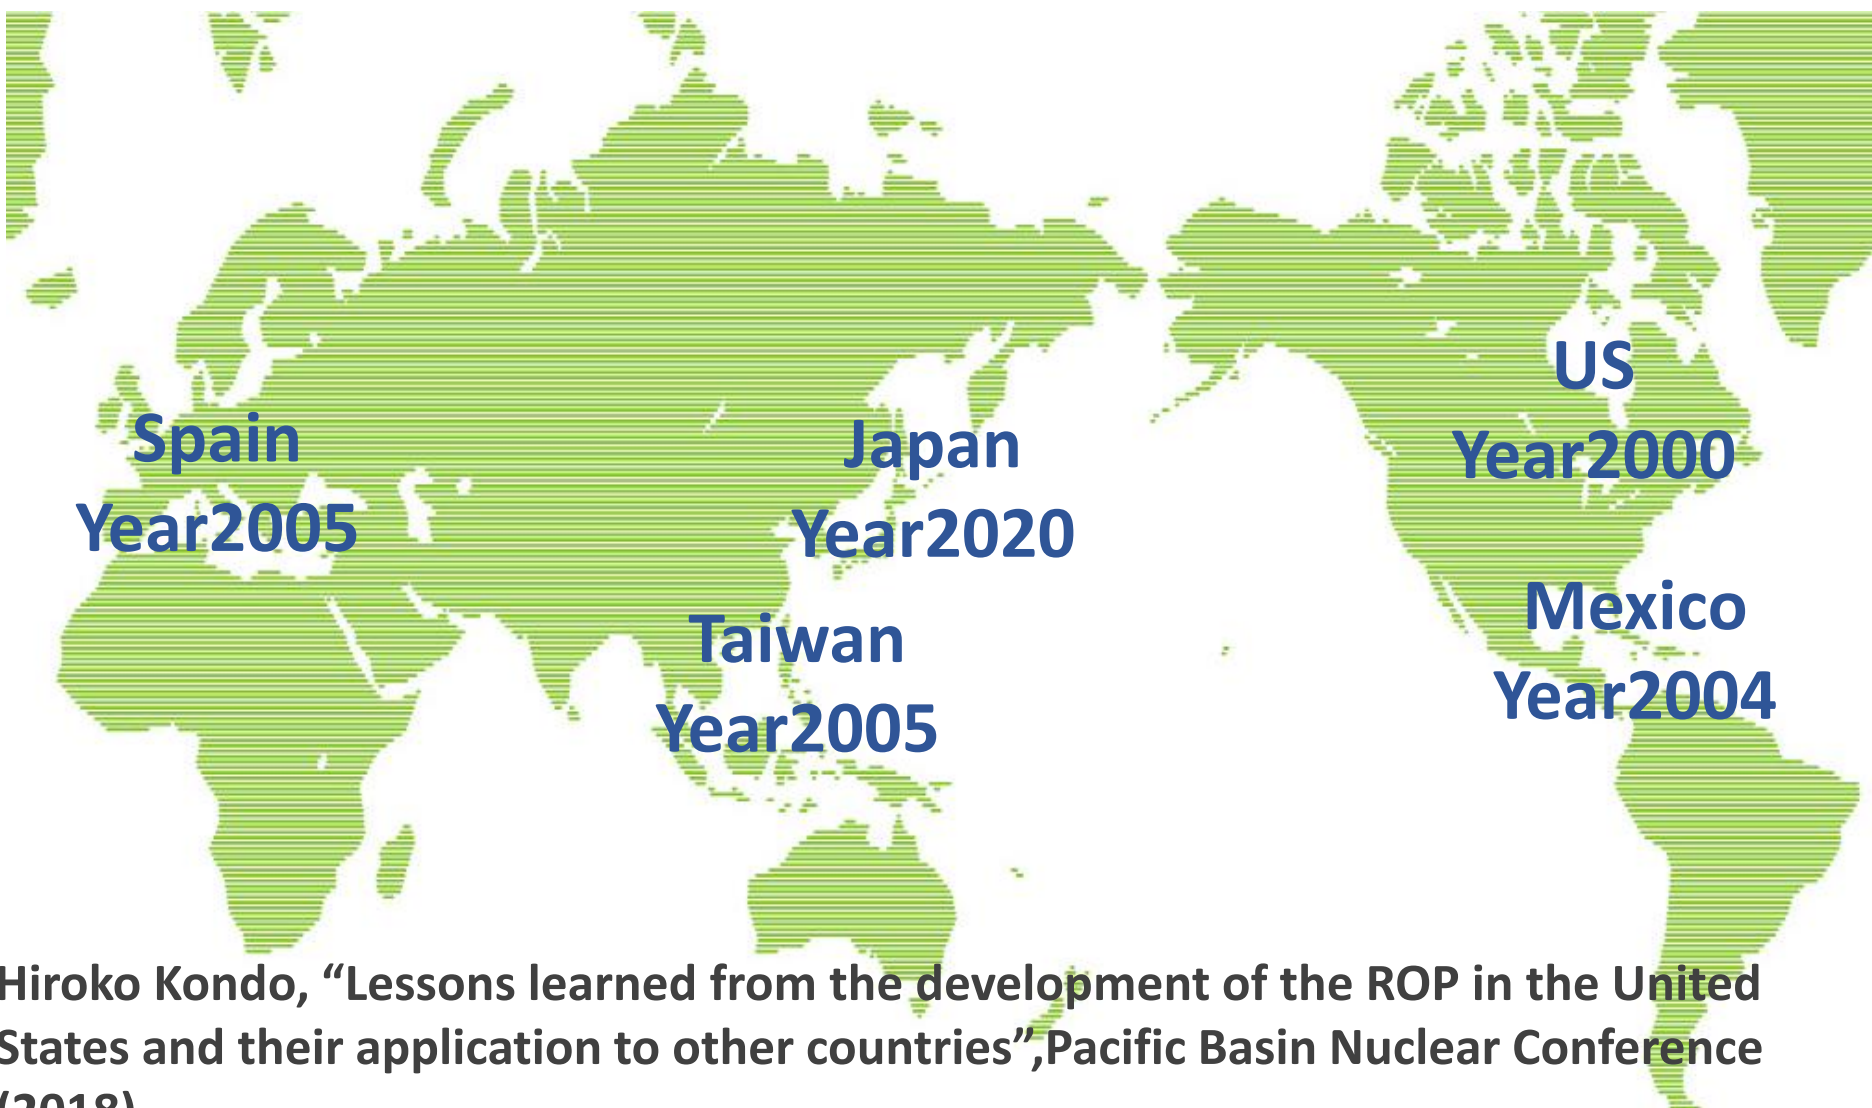 US
Year2000
Spain
Year2005
Japan
Year2020
Mexico
Year2004
Taiwan
Year2005
Hiroko Kondo, “Lessons learned from the development of the ROP in the United
States and their application to other countries”,Pacific Basin Nuclear Conference
(2018)